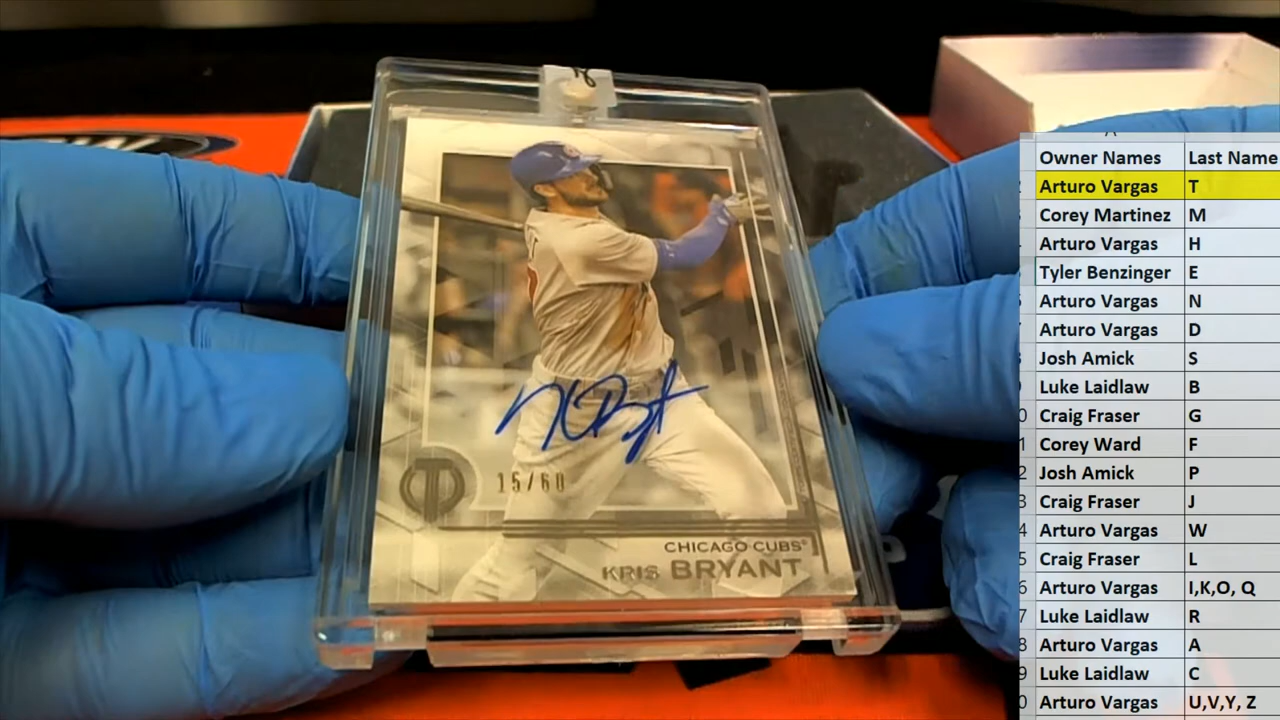 15/60
CHICAGO CUBS®
KRIS BRYANT
Owner Names Last Name
Arturo Vargas T
Corey Martinez M
Arturo Vargas H
Tyler Benzinger E
Arturo Vargas N
Arturo Vargas D
Josh Amick S
Luke Laidlaw B
Craig Fraser G
Corey Ward F
Josh Amick P
Craig Fraser J
Arturo Vargas W
Craig Fraser L
Arturo Vargas I,K,O, Q
Luke Laidlaw R
Arturo Vargas A
Luke Laidlaw C
Arturo Vargas U,V,Y, Z